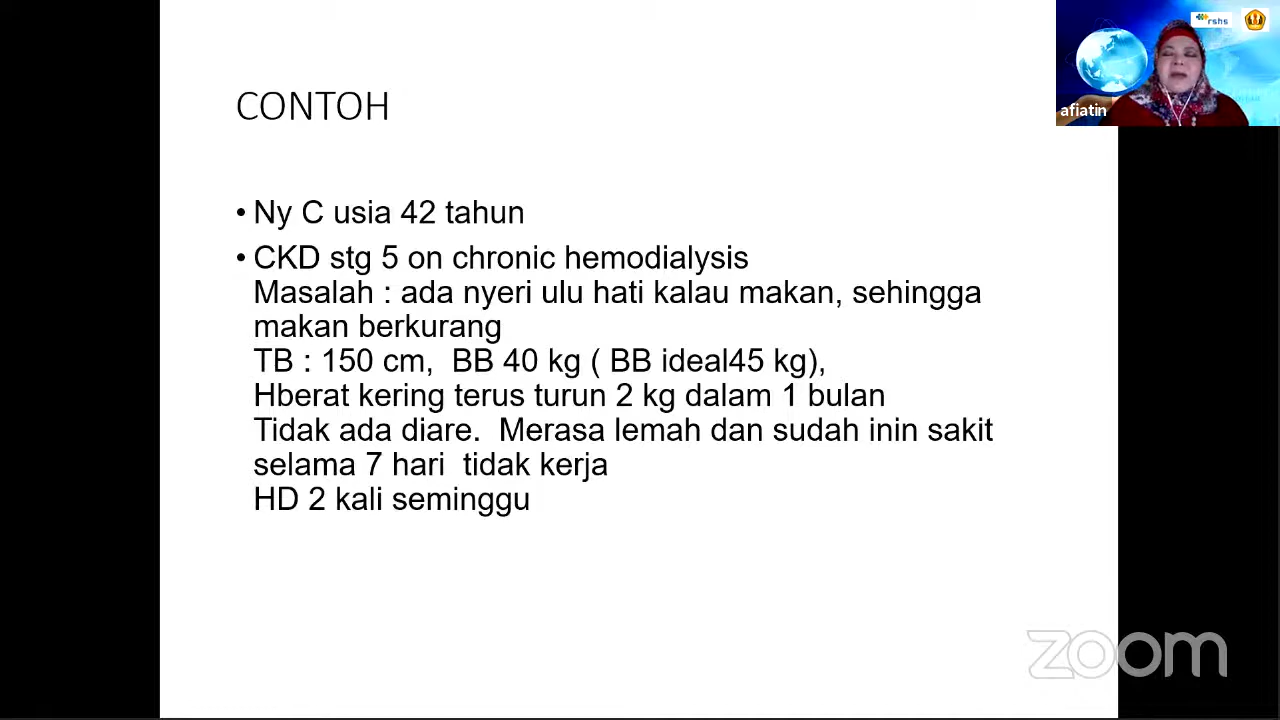 rshs
afiatin
CONTOH
• Ny C usia 42 tahun
• CKD stg 5 on chronic hemodialysis
Masalah : ada nyeri ulu hati kalau makan, sehingga
makan berkurang
TB : 150 cm,  BB 40 kg ( BB ideal45 kg),
Hberat kering terus turun 2 kg dalam 1 bulan
Tidak ada diare.  Merasa lemah dan sudah inin sakit
selama 7 hari  tidak kerja
HD 2 kali seminggu
zoom